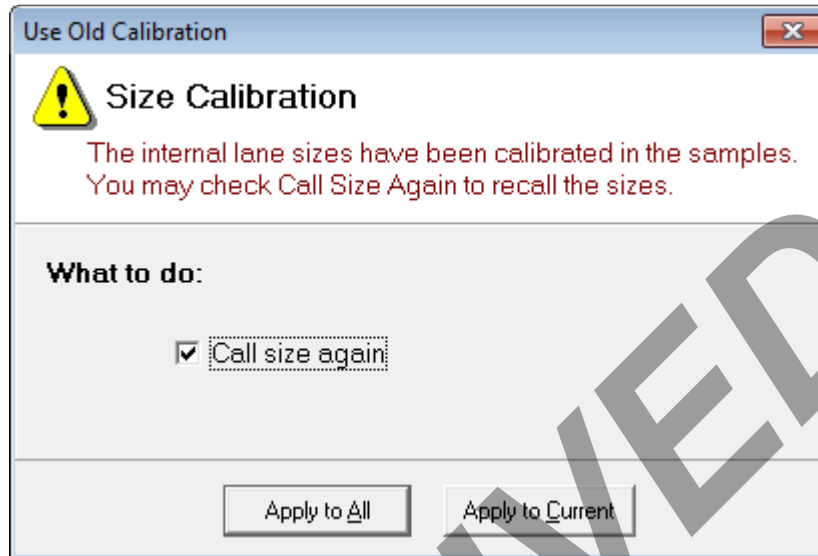 Use Old Calibration
Size Calibration
The internal lane sizes have been calibrated in the samples.
You may check Call Size Again to recall the sizes.
What to do:
Call size again
Apply to All
Apply to Current